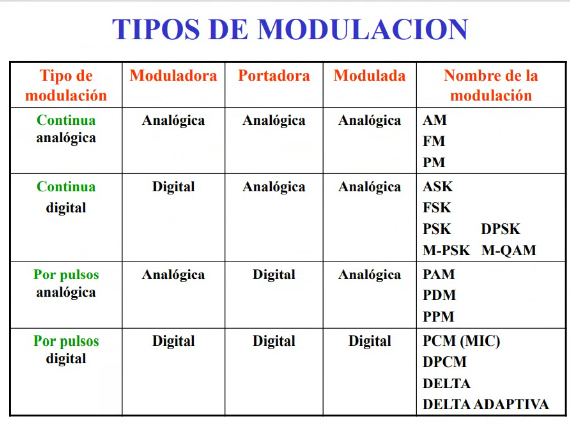 TIPOS DE MODULACION
Tipo de modulación Moduladora Portadora Modulada Nombre de la modulación
Continua analógica Analógica Analógica Analógica AM
FM
PM
Continua digital Digital Analógica Analógica ASK
FSK
PSK DPSK
M-PSK M-QAM
Por pulsos analógica Analógica Digital Analógica PAM
PDM
PPM
Por pulsos digital Digital Digital Digital PCM (MIC)
DPCM
DELTA
DELTA ADAPTIVA